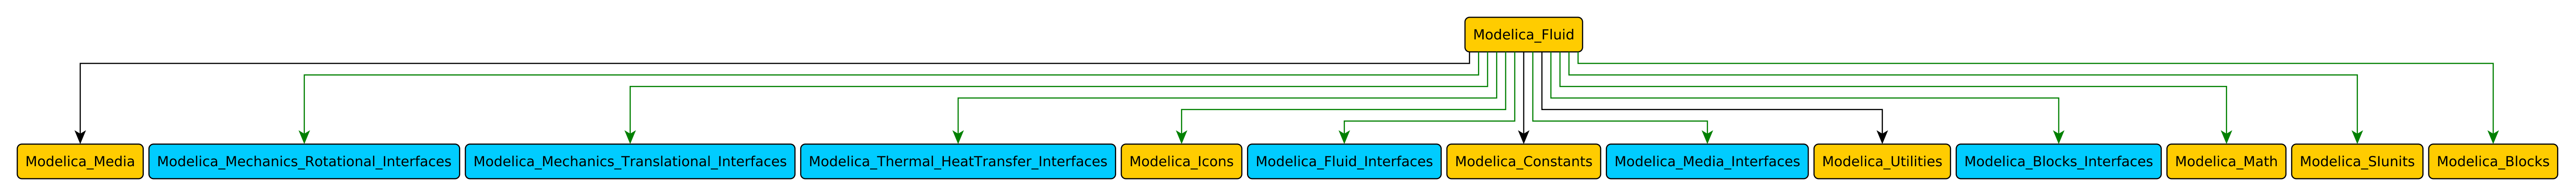 Modelica_Fluid
Modelica_Media
Modelica_Mechanics_Rotational_Interfaces
Modelica_Mechanics_Translational_Interfaces
Modelica_Thermal_HeatTransfer_Interfaces
Modelica_Icons
Modelica_Fluid_Interfaces
Modelica_Constants
Modelica_Media_Interfaces
Modelica_Utilities
Modelica_Blocks_Interfaces
Modelica_Math
Modelica_SIunits
Modelica_Blocks